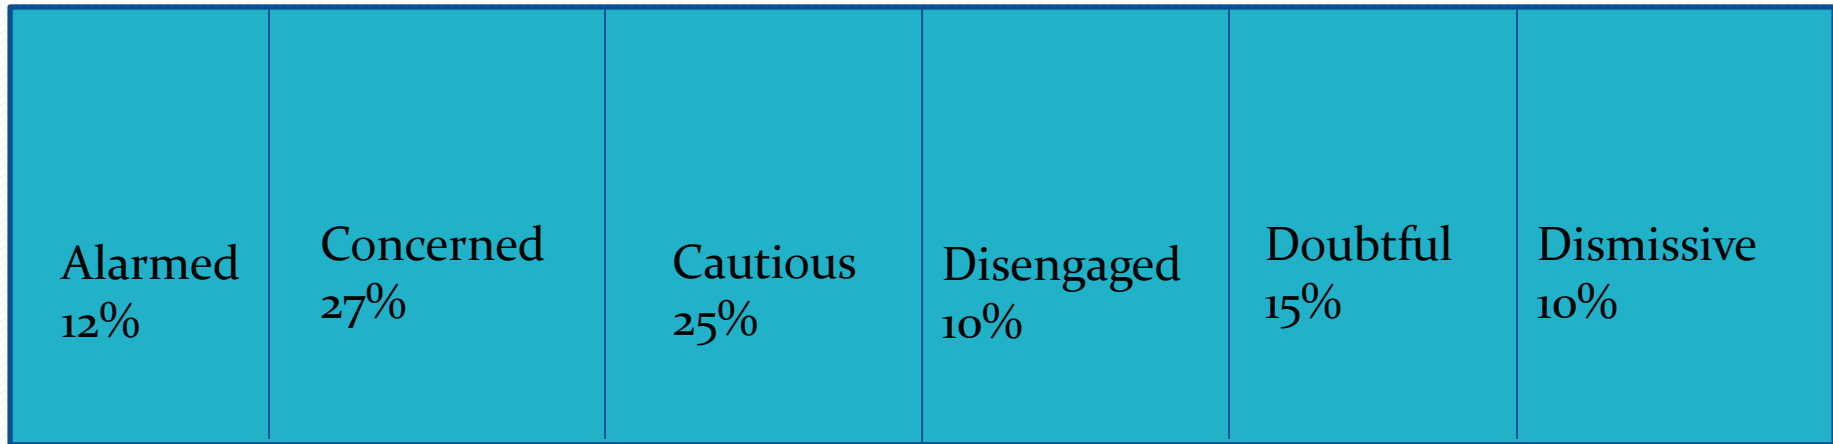 Alarmed
12%
Concerned
27%
Cautious
25%
Disengaged
10%
Doubtful
15%
Dismissive
10%